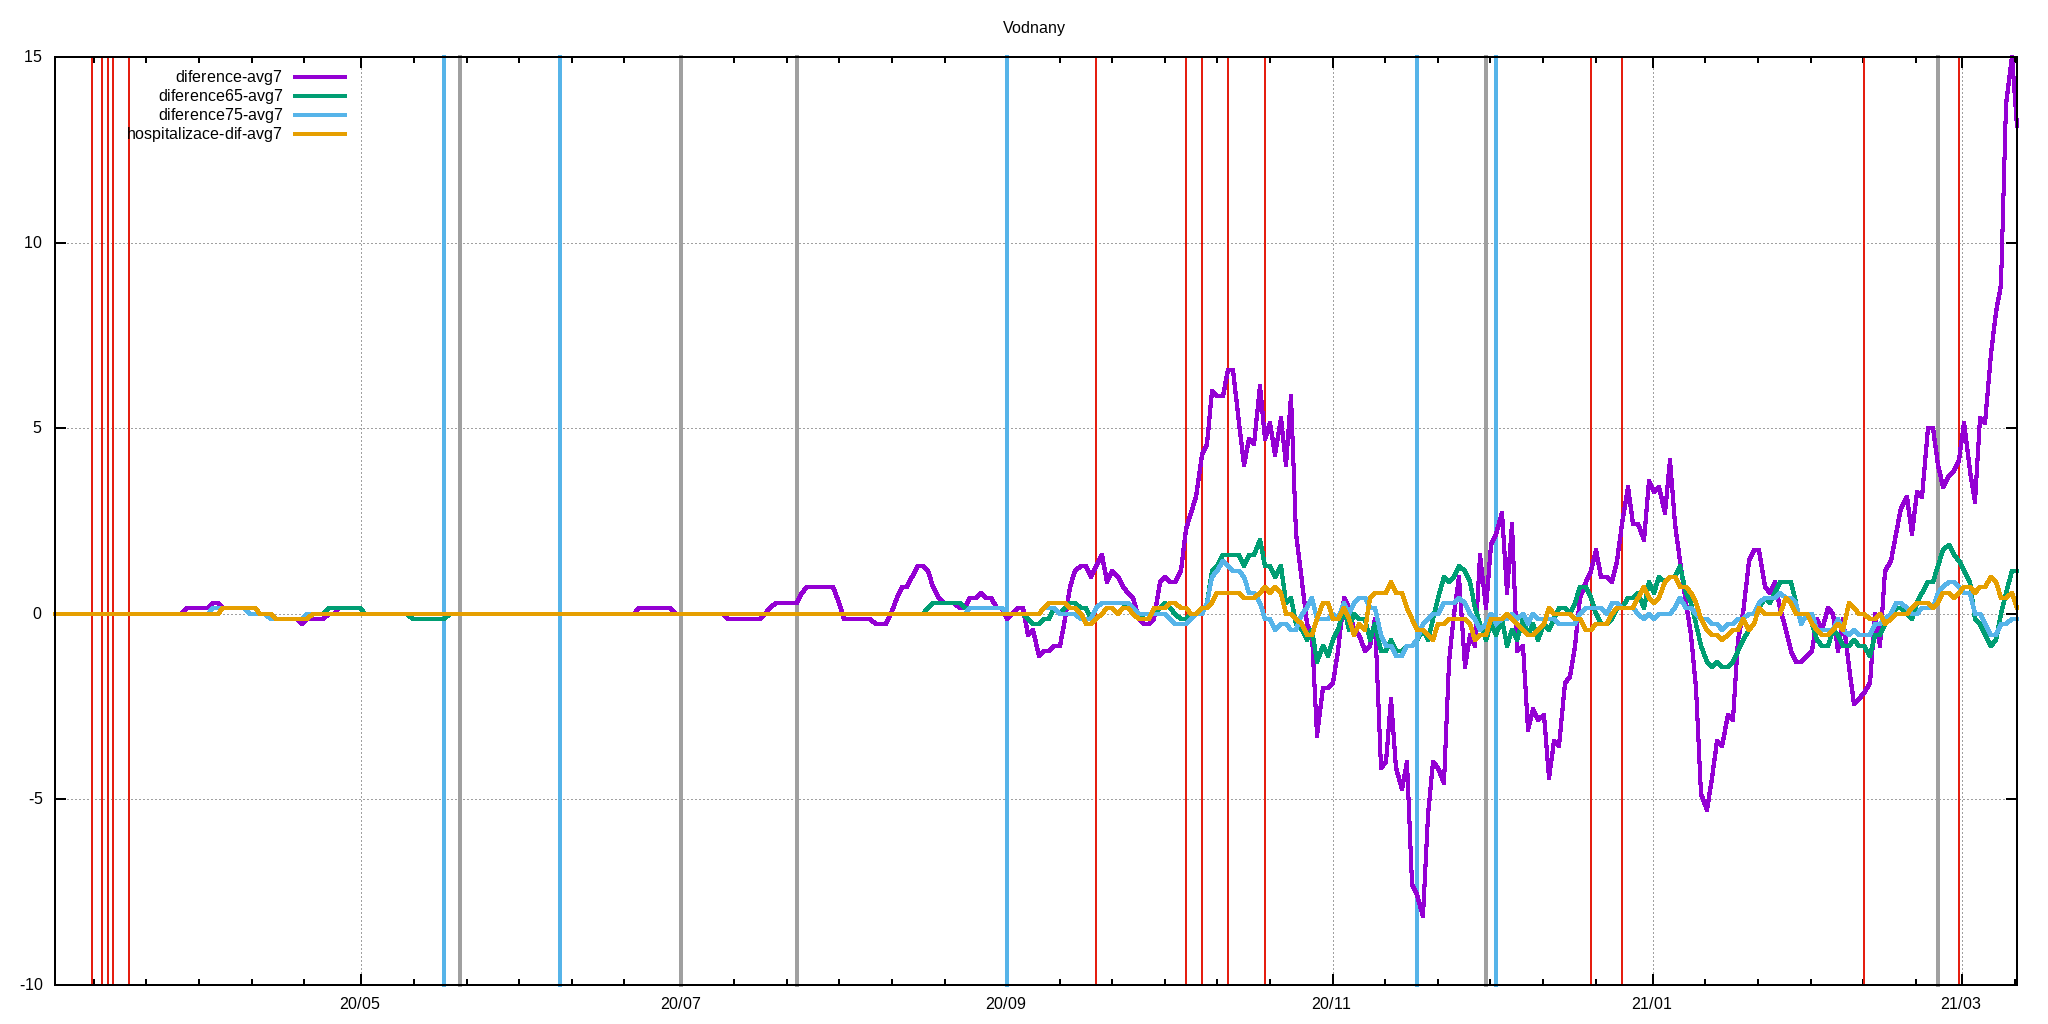 Vodnany
15
diference-avg7
diference65-avg7
diference75-avg7
hospitalizace-dif-avg7
10
5
0
-5
-10
20/05 20/07 20/09 20/11 21/01 21/03